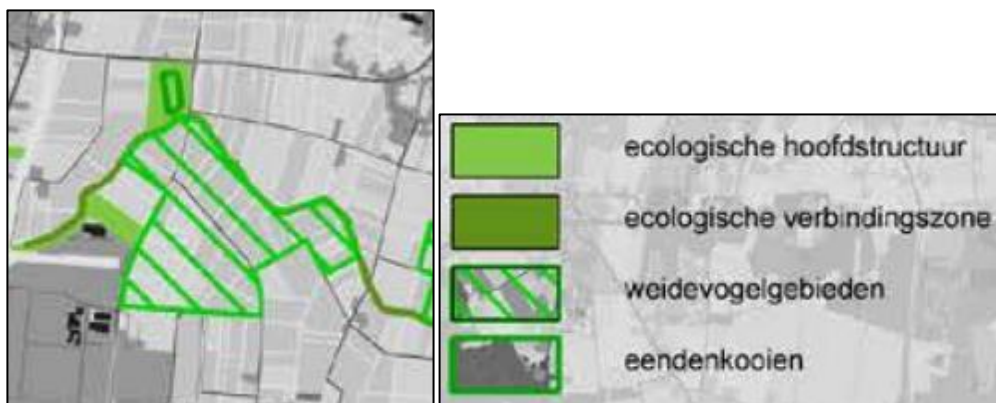 ecologische hoofdstructuur
ecologische verbindingszone
weidevogelgebieden
eendenkooien